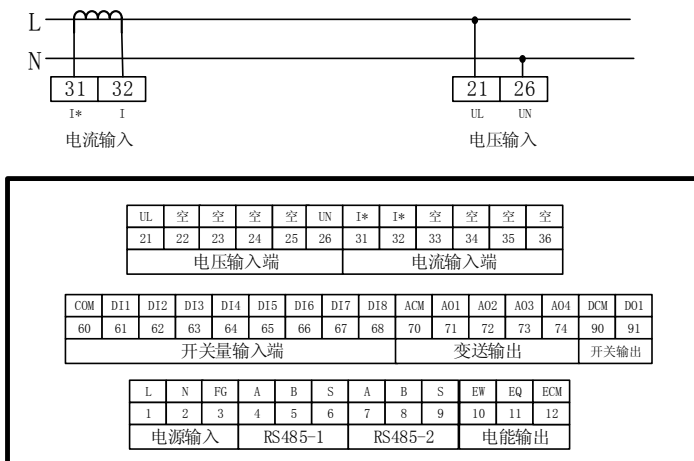 L
N
31 32 21 26
I* I UL UN
电流输入 电压输入
UL 空 空 空 空 UN I* I* 空 空 空 空
21 22 23 24 25 26 31 32 33 34 35 36
电压输入端 电流输入端
COM DI1 DI2 DI3 DI4 DI5 DI6 DI7 DI8 ACM AO1 AO2 AO3 AO4 DCM DO1
60 61 62 63 64 65 66 67 68 70 71 72 73 74 90 91
开关量输入端 变送输出 开关输出
L N FG A B S A B S EW EQ ECM
1 2 3 4 5 6 7 8 9 10 11 12
电源输入 RS485-1 RS485-2 电能输出